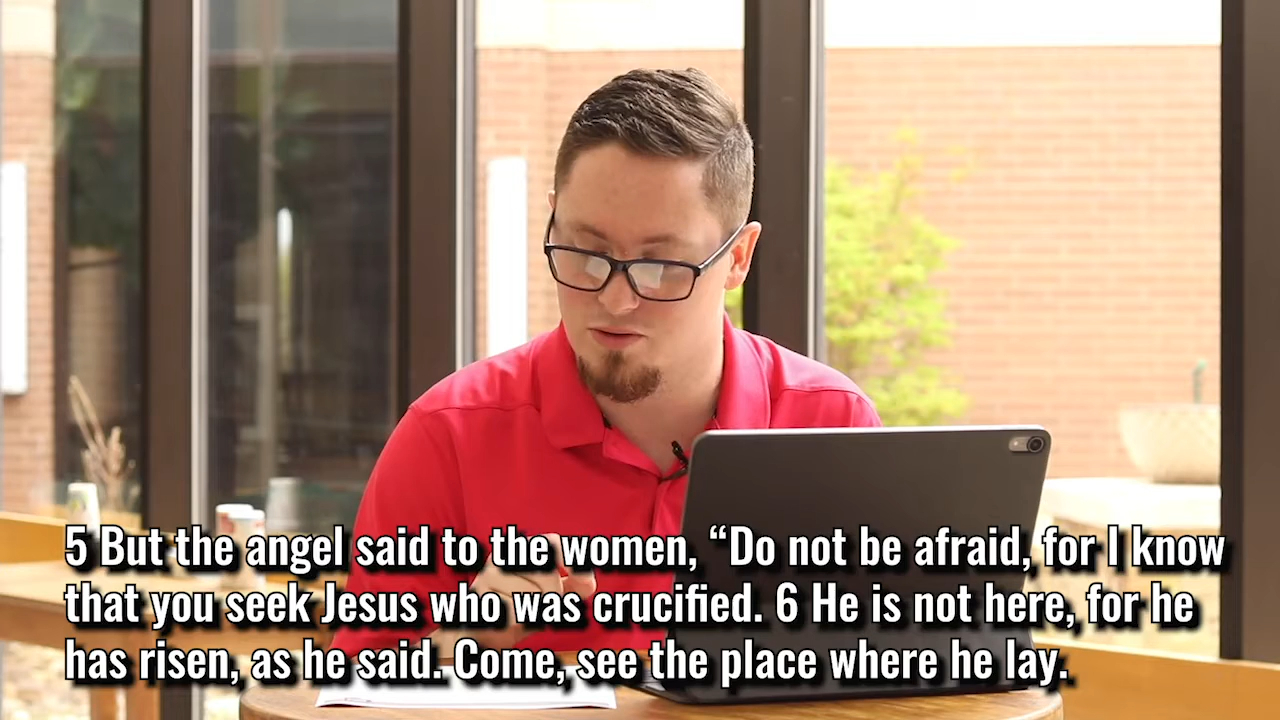 5 But the angel said to the women, “Do not be afraid, for I know
that you seek Jesus who was crucified. 6 He is not here, for he
has risen, as he said. Come, see the place where he lay.